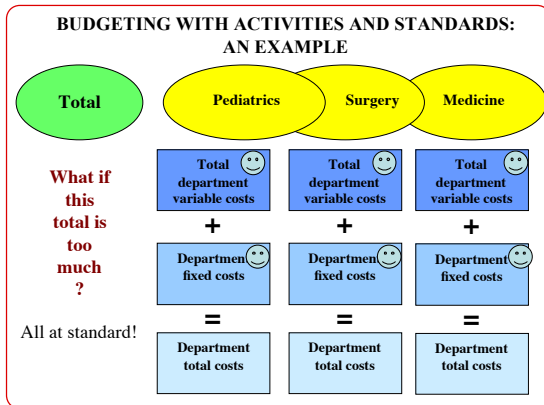 BUDGETING WITH ACTIVITIES AND STANDARDS:
AN EXAMPLE
Total
Pediatrics
Surgery
Medicine
What if
this
total is
too
much
?
All at standard!
Total
department
variable costs
Total
department
variable costs
Total
department
variable costs
+
+
+
Department
fixed costs
Department
fixed costs
Department
fixed costs
=
=
=
Department
total costs
Department
total costs
Department
total costs